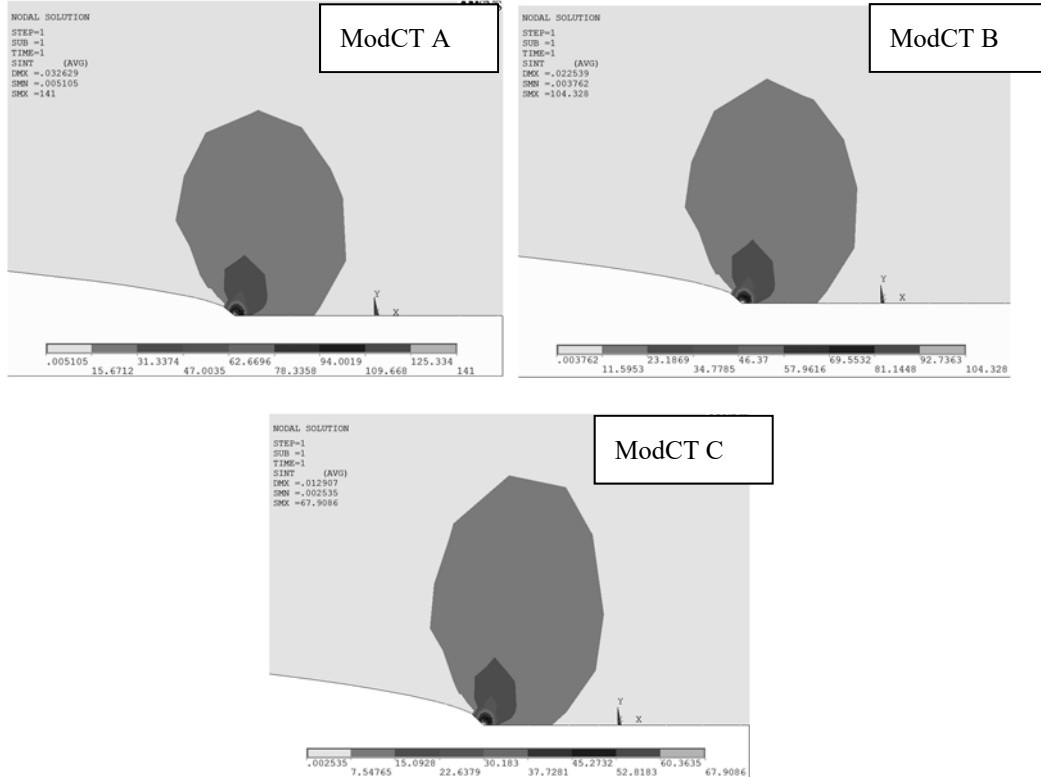 ModCT A
NODAL SOLUTION
STEP=1
SUB =1
TIME=1
SINT (AVG)
DMX =.032629
SMN =.005105
SMX =141
Y
X
.005105 31.3374 62.6696 94.0019 125.334
15.6712 47.0035 78.3358 109.668 141
ModCT B
NODAL SOLUTION
STEP=1
SUB =1
TIME=1
SINT (AVG)
DMX =.022539
SMN =.003762
SMX =104.328
Y
X
.003762 23.1869 46.37 69.5532 92.7363
11.5953 34.7785 57.9616 81.1448 104.328
ModCT C
NODAL SOLUTION
STEP=1
SUB =1
TIME=1
SINT (AVG)
DMX =.012907
SMN =.002535
SMX =67.9086
Y
X
.002535 15.0928 30.183 45.2732 60.3635
7.54765 22.6379 37.7281 52.8183 67.9086